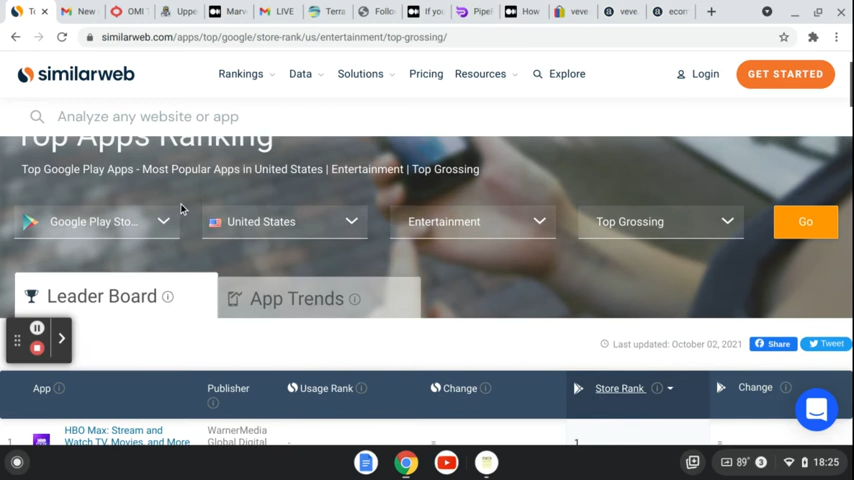 To
New
OMI T
Uppe
Marv
LIVE
Terra
Follo
If you
Pipef
How
veve
veve.
econ
similarweb.com/apps/top/google/store-rank/us/entertainment/top-grossing/
similarweb
Rankings
Data
Solutions
Pricing
Resources
Explore
Login
GET STARTED
Analyze any website or app
Top Apps Ranking
Top Google Play Apps - Most Popular Apps in United States | Entertainment | Top Grossing
Google Play Sto...
United States
Entertainment
Top Grossing
Go
Leader Board
App Trends
Last updated: October 02, 2021
Share
Tweet
App
Publisher
Usage Rank
Change
Store Rank
Change
1
HBO Max: Stream and
Watch TV, Movies, and More
WarnerMedia
Global Digital
-
=
1
=
89°
3
18:25